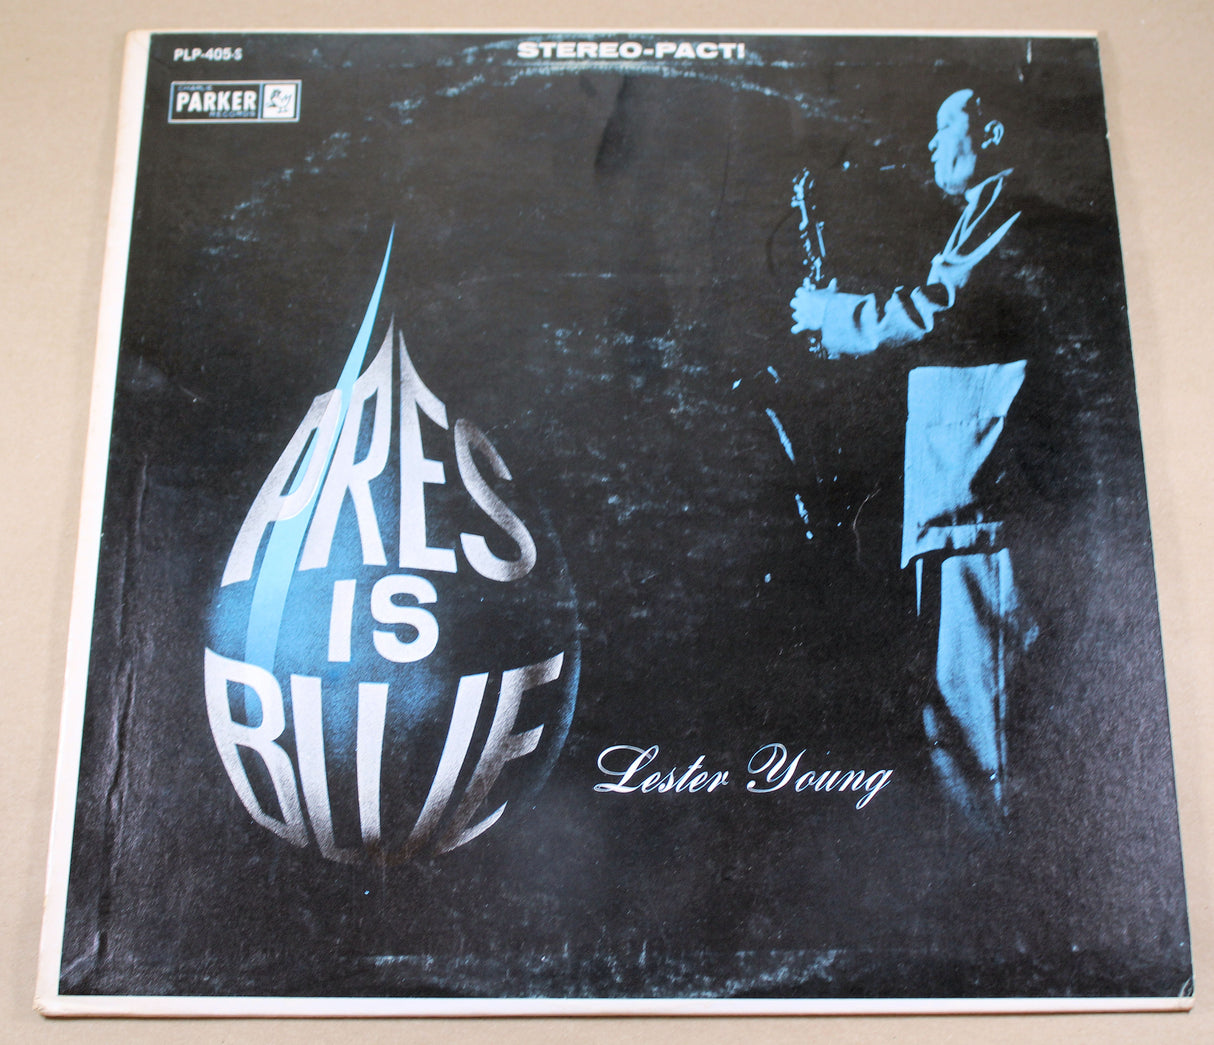 PLP-405-S
STEREO-PACT!
CHARLIE
PARKER
RECORDS
PRES
IS
BLUE
Lester Young